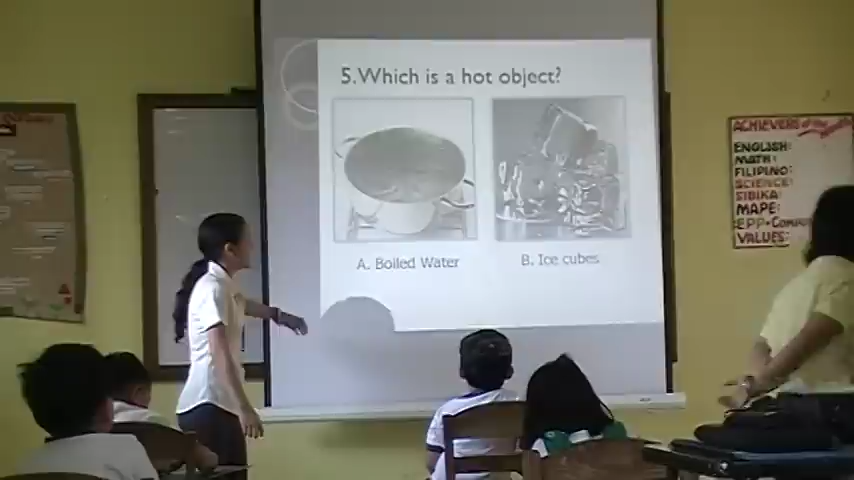 5. Which is a hot object?
A. Boiled Water
B. Ice cubes
ACHIEVERS of the
ENGLISH:
MATH:
FILIPINO:
SCIENCE:
SIBIKA:
MAPE:
EPP-
VALUES: